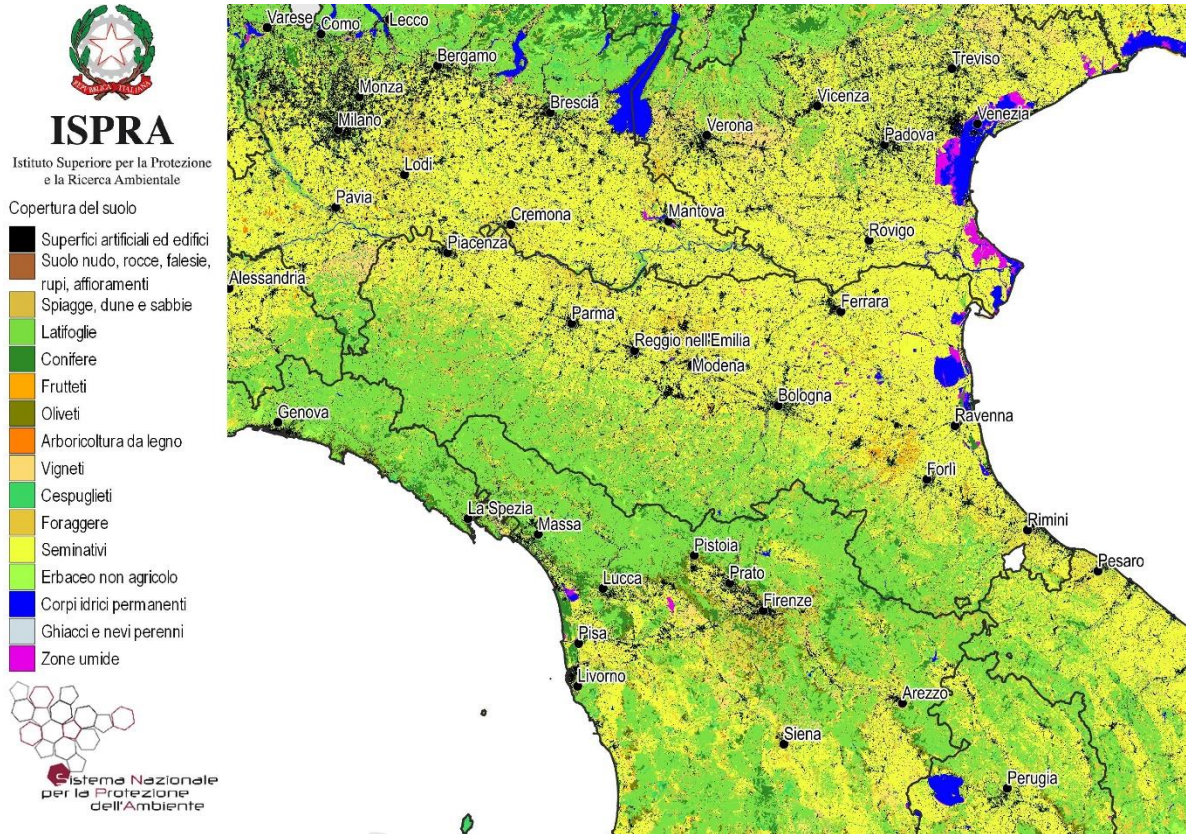 REPVBBLICA ITALIANA
ISPRA
Istituto Superiore per la Protezione
e la Ricerca Ambientale
Copertura del suolo
Superfici artificiali ed edifici
Suolo nudo, rocce, falesie,
rupi, affioramenti
Spiagge, dune e sabbie
Latifoglie
Conifere
Frutteti
Oliveti
Arboricoltura da legno
Vigneti
Cespuglieti
Foraggere
Seminativi
Erbaceo non agricolo
Corpi idrici permanenti
Ghiacci e nevi perenni
Zone umide
Sistema Nazionale
per la Protezione
dell'Ambiente
Varese
Como
Lecco
Bergamo
Treviso
Monza
Brescia
Vicenza
Milano
Verona
Padova
Venezia
Lodi
Pavia
Cremona
Mantova
Rovigo
Piacenza
Alessandria
Ferrara
Parma
Reggio nell'Emilia
Modena
Bologna
Genova
Ravenna
Forlì
La Spezia
Massa
Rimini
Pistoia
Pesaro
Lucca
Prato
Firenze
Pisa
Livorno
Arezzo
Siena
Perugia